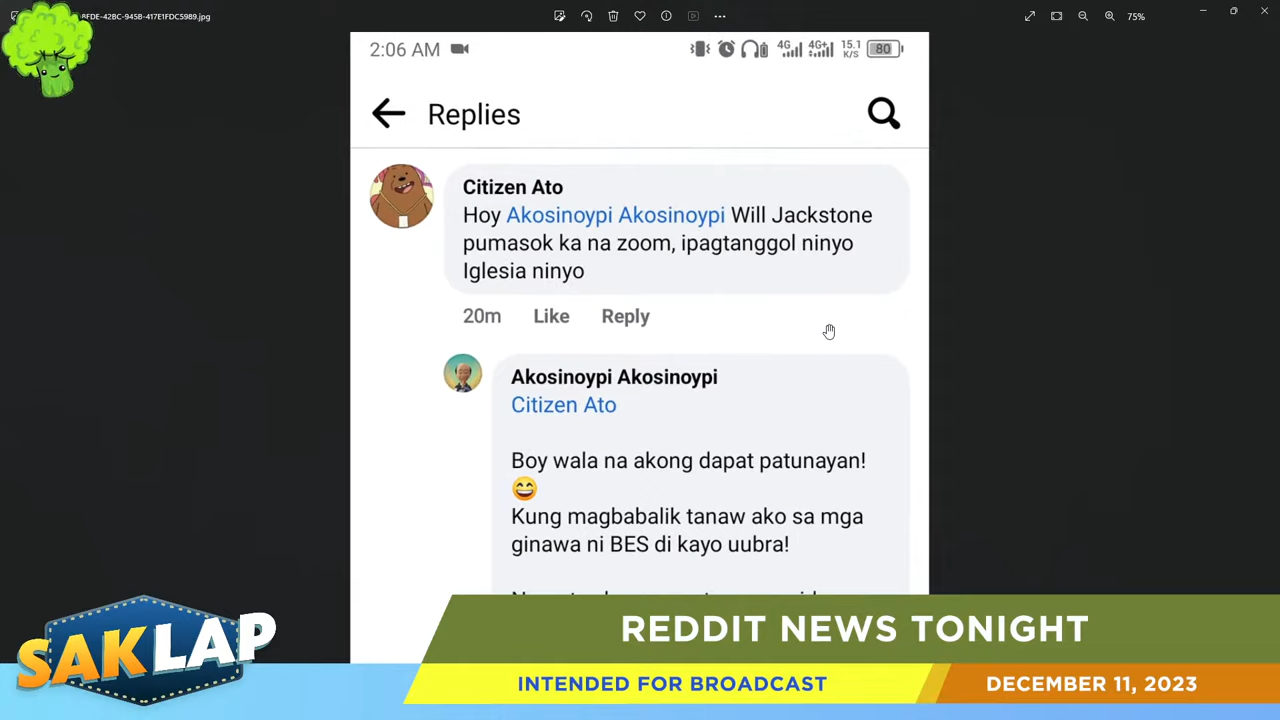 8FDE-42BC-945B-417E1FDC5989.jpg
75%
2:06 AM
4G
4G+
15.1
K/S
80
Replies
Citizen Ato
Hoy Akosinoypi Akosinoypi Will Jackstone
pumasok ka na zoom, ipagtanggol ninyo
Iglesia ninyo
20m Like Reply
Akosinoypi Akosinoypi
Citizen Ato
Boy wala na akong dapat patunayan!
😄
Kung magbabalik tanaw ako sa mga
ginawa ni BES di kayo uubra!
SAKLAP
REDDIT NEWS TONIGHT
INTENDED FOR BROADCAST
DECEMBER 11, 2023